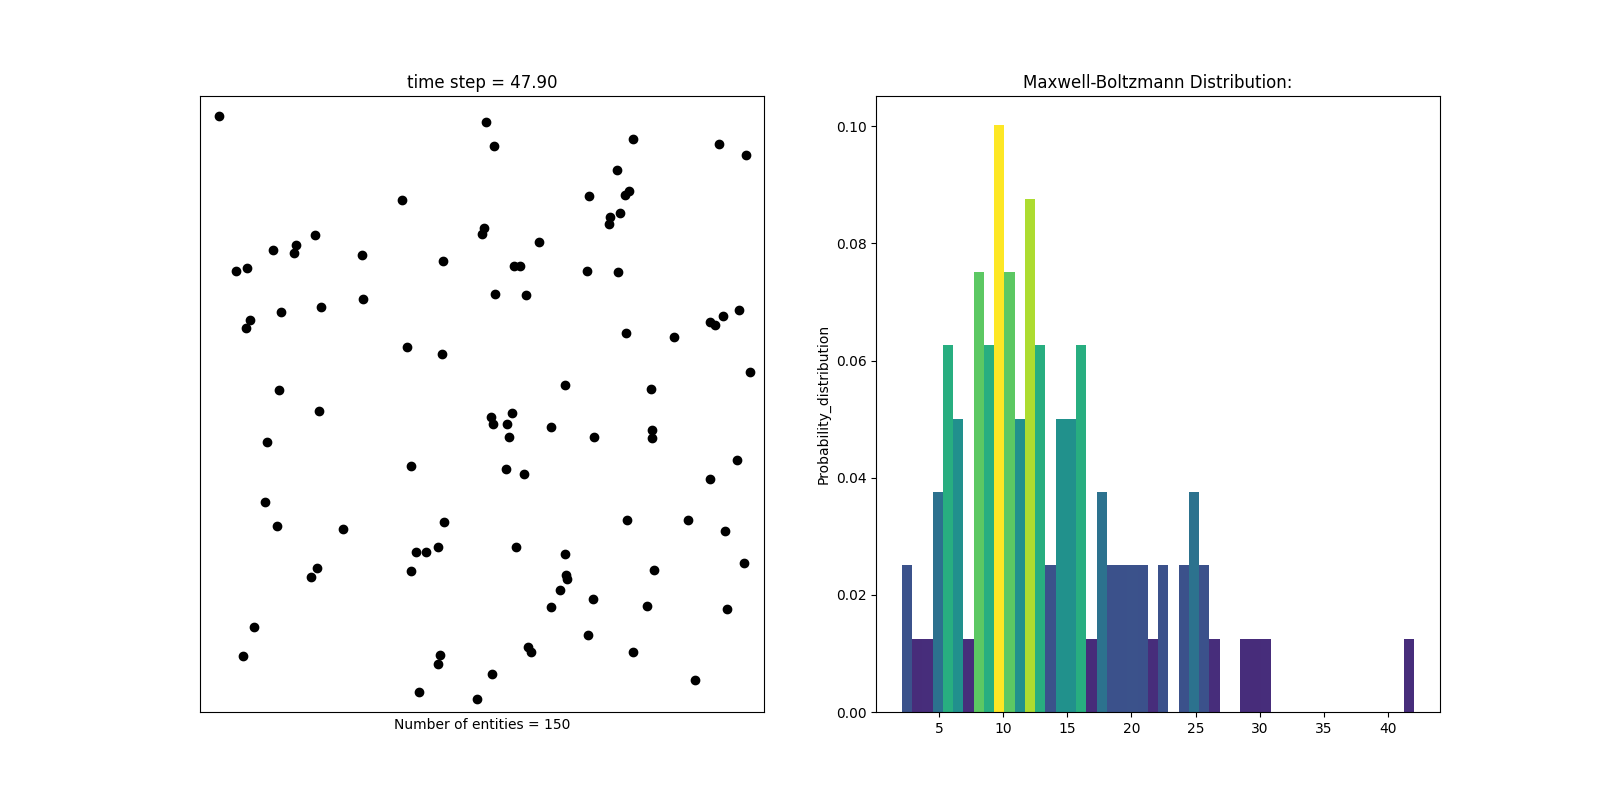 time step = 47.90
Number of entities = 150
Maxwell-Boltzmann Distribution:
Probability_distribution
0.10
0.08
0.06
0.04
0.02
0.00
5 10 15 20 25 30 35 40